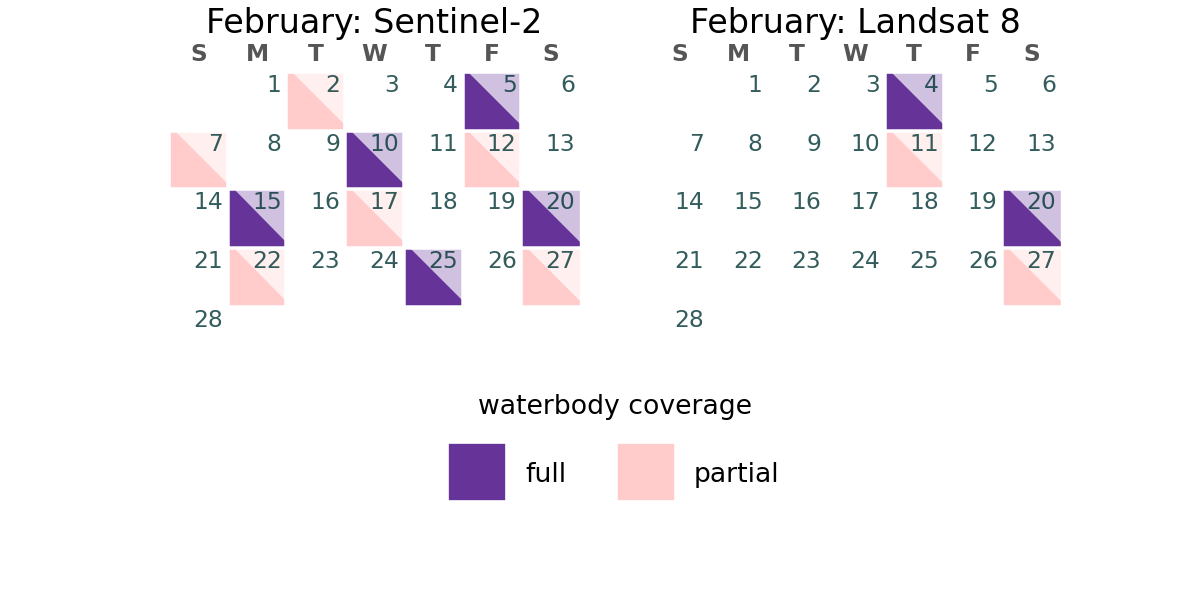 February: Sentinel-2
S M T W T F S
1 2 3 4 5 6
7 8 9 10 11 12 13
14 15 16 17 18 19 20
21 22 23 24 25 26 27
28
February: Landsat 8
S M T W T F S
1 2 3 4 5 6
7 8 9 10 11 12 13
14 15 16 17 18 19 20
21 22 23 24 25 26 27
28
waterbody coverage
full
partial